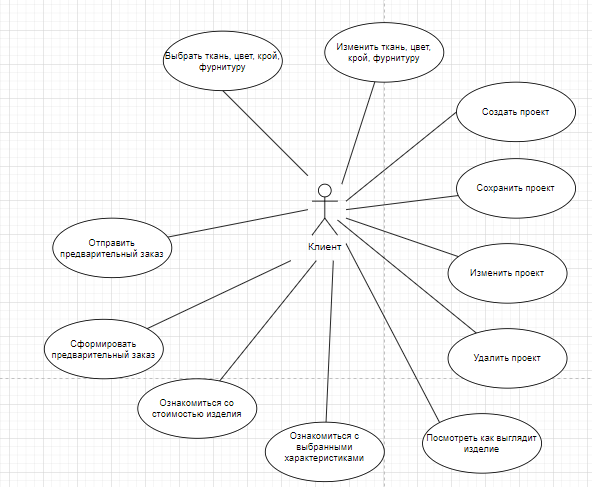 Выбрать ткань, цвет, крой,
фурнитуру
Изменить ткань, цвет,
крой, фурнитуру
Создать проект
Сохранить проект
Клиент
Отправить
предварительный заказ
Изменить проект
Сформировать
предварительный заказ
Удалить проект
Ознакомиться со
стоимостью изделия
Ознакомиться с
выбранными
характеристиками
Посмотреть как выглядит
изделие